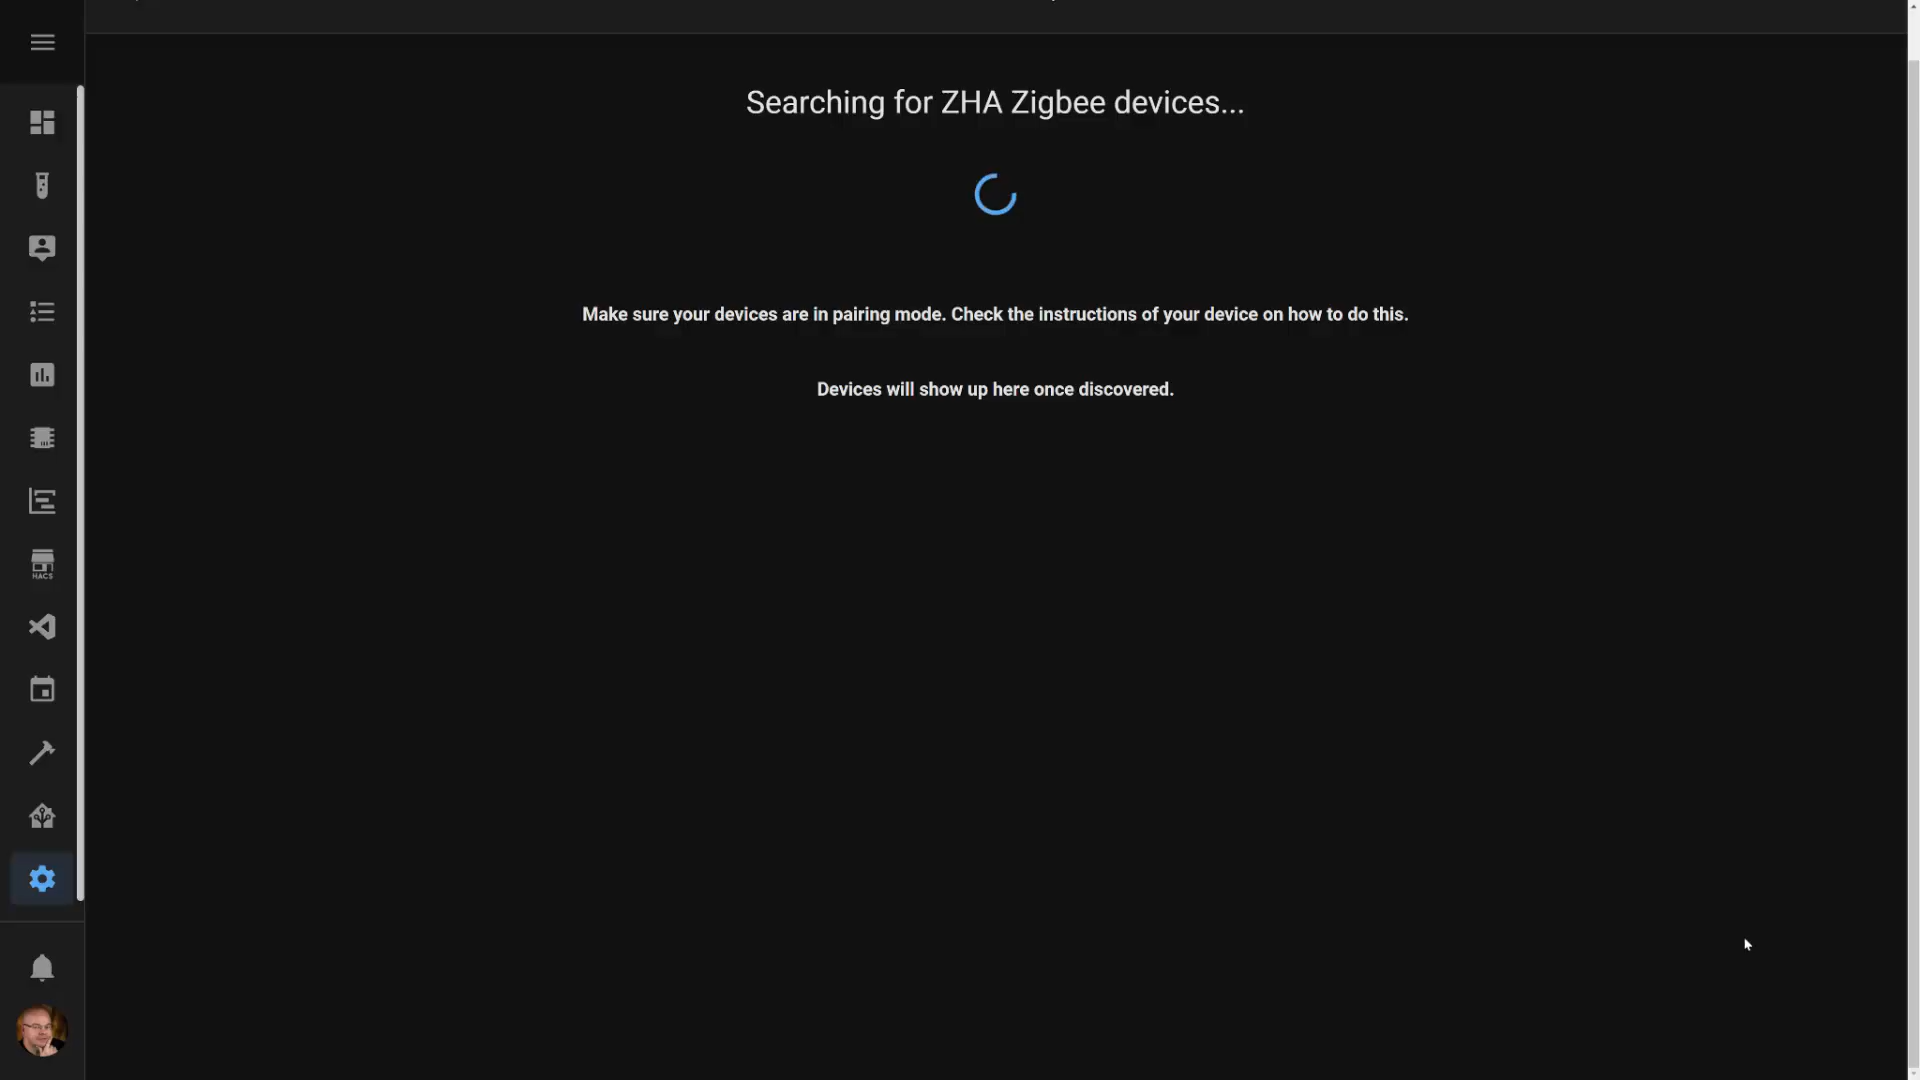 Searching for ZHA Zigbee devices...
Make sure your devices are in pairing mode. Check the instructions of your device on how to do this.
Devices will show up here once discovered.
HACS